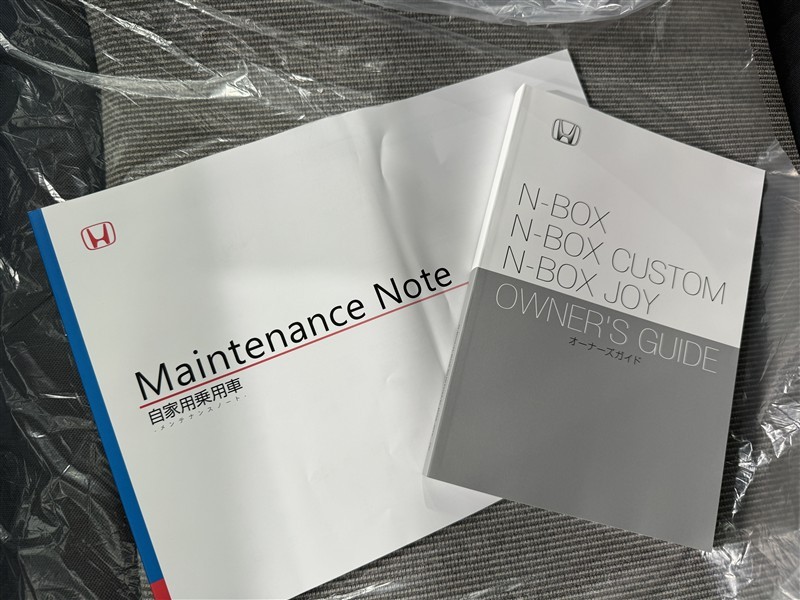 Maintenance Note
自家用乗用車
-メンテナンスノート-
N-BOX
N-BOX CUSTOM
N-BOX JOY
OWNER'S GUIDE
オーナーズガイド